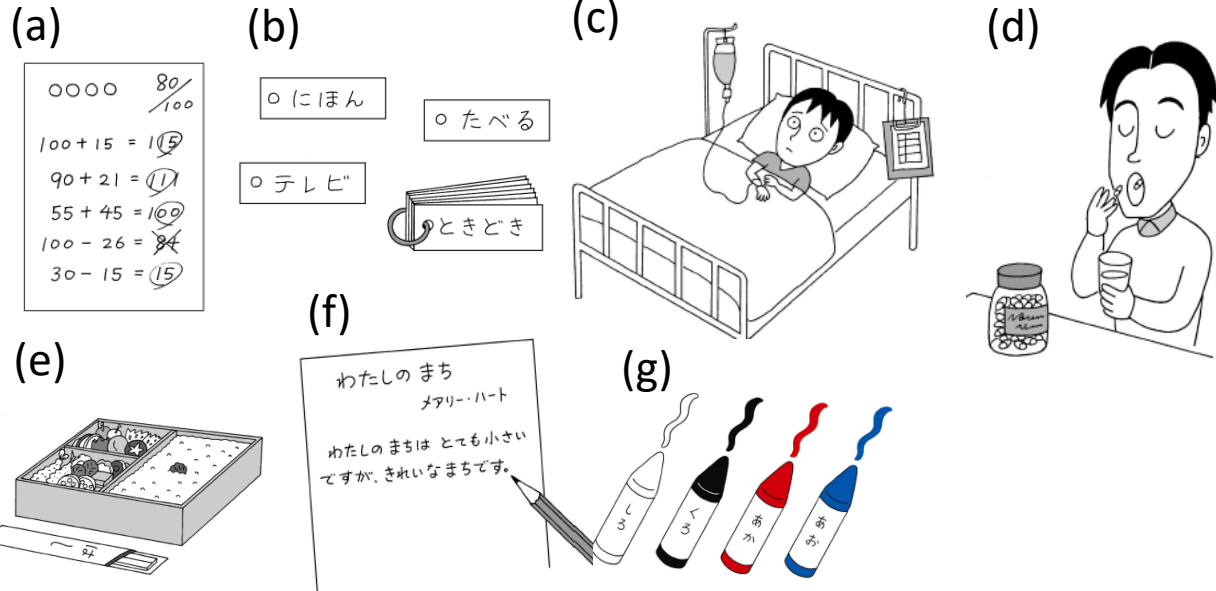 (a)
80/100
100+15 = 115
90+21 = 111
55+45 = 100
100-26 = 84
30-15 = 15
(b)
にほん
たべる
テレビ
ときどき
(c)
(d)
(e)
(f)
わたしの まち
メアリー・ハート
わたしの まちは とても小さい
ですが、きれいなまちです。
(g)
しろ
くろ
あか
あお